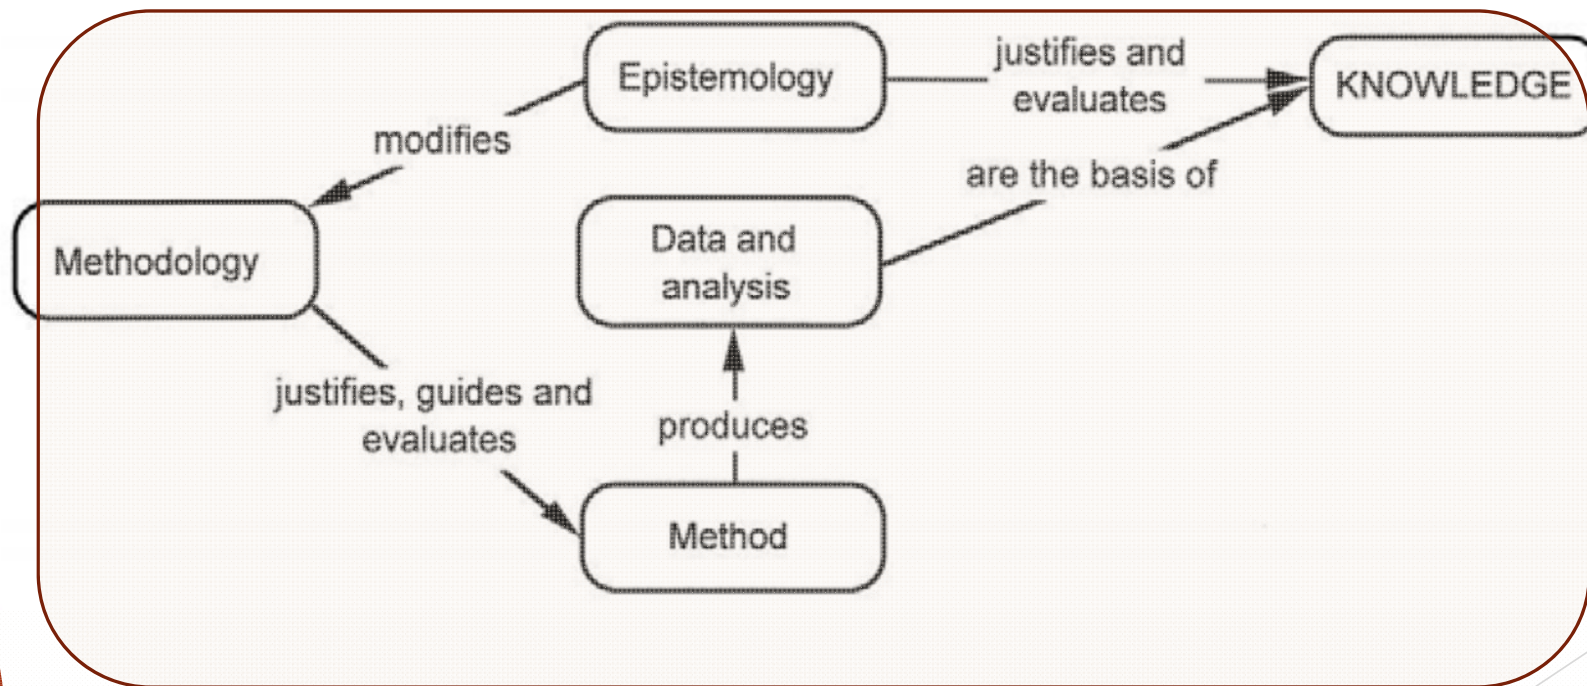 Epistemology
justifies and
evaluates
KNOWLEDGE
modifies
are the basis of
Methodology
Data and
analysis
justifies, guides and
evaluates
produces
Method